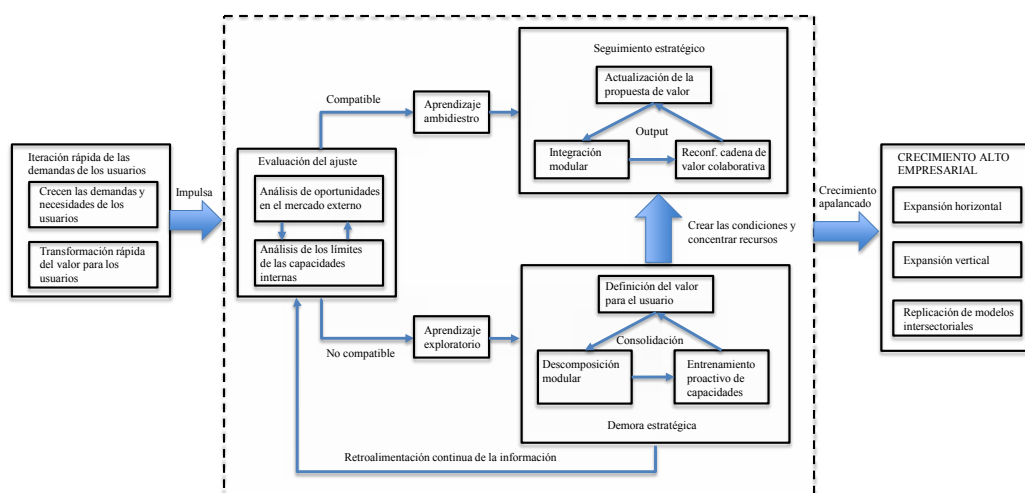 Iteración rápida de las
demandas de los usuarios
Crecen las demandas y
necesidades de los
usuarios
Transformación rápida
del valor para los
usuarios
Impulsa
Evaluación del ajuste
Análisis de oportunidades
en el mercado externo
Análisis de los límites
de las capacidades
internas
Compatible
Aprendizaje
ambidiestro
No compatible
Aprendizaje
exploratorio
Seguimiento estratégico
Actualización de la
propuesta de valor
Output
Integración
modular
Reconf. cadena de
valor colaborativa
Crear las condiciones y
concentrar recursos
Definición del valor
para el usuario
Consolidación
Descomposición
modular
Entrenamiento
proactivo de
capacidades
Demora estratégica
Retroalimentación continua de la información
Crecimiento
apalancado
CRECIMIENTO ALTO
EMPRESARIAL
Expansión horizontal
Expansión vertical
Replicación de modelos
intersectoriales